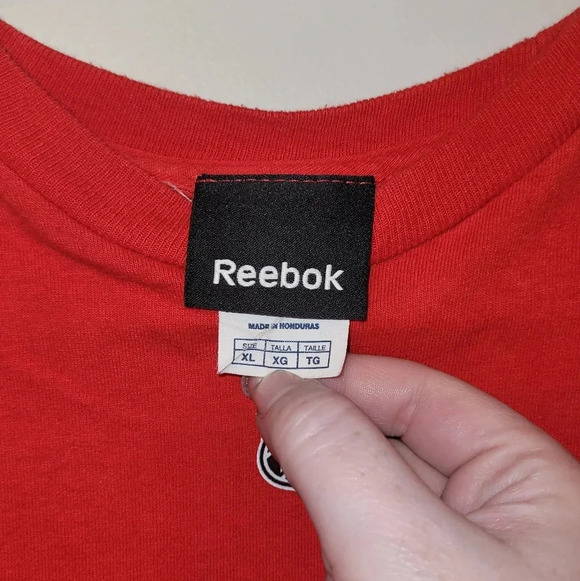 Reebok
MADE IN HONDURAS
SIZE TALLA TAILLE
XL XG TG